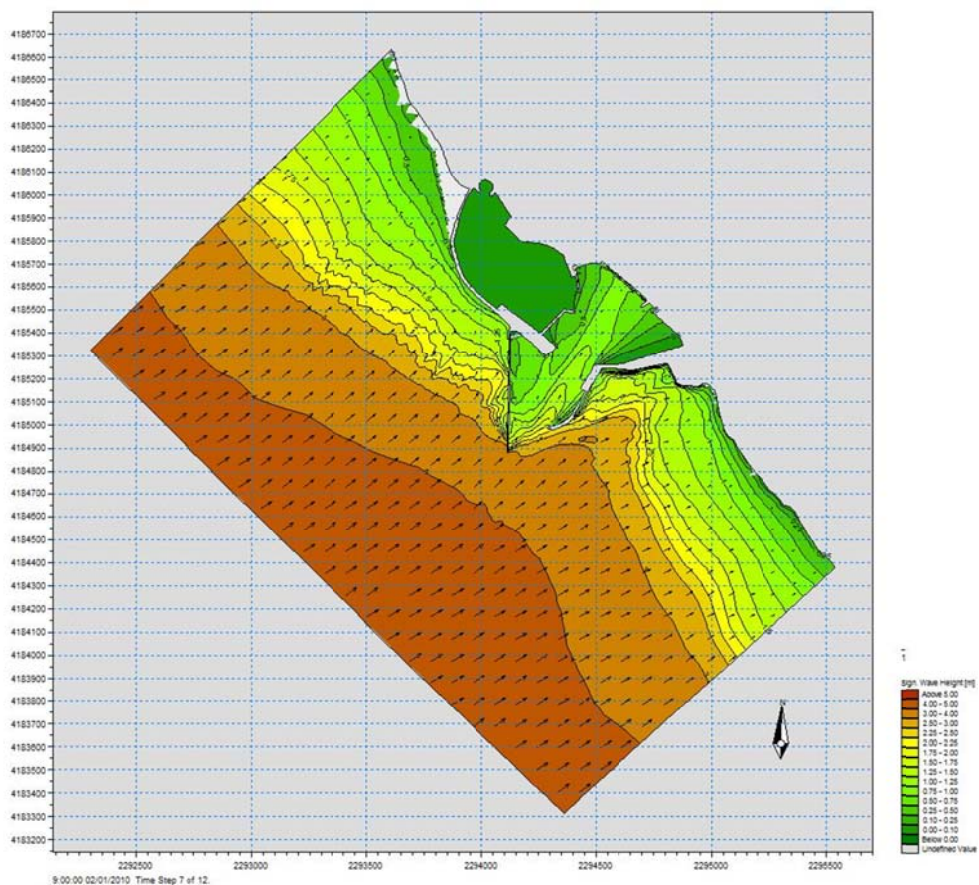 4186700
4186600
4186500
4186400
4186300
4186200
4186100
4186000
4185900
4185800
4185700
4185600
4185500
4185400
4185300
4185200
4185100
4185000
4184900
4184800
4184700
4184600
4184500
4184400
4184300
4184200
4184100
4184000
4183900
4183800
4183700
4183600
4183500
4183400
4183300
4183200
2292500 2293000 2293500 2294000 2294500 2295000 2295500
1
Sign. Wave Height [m]
Above 5.00
4.00 - 5.00
3.00 - 4.00
2.50 - 3.00
2.25 - 2.50
2.00 - 2.25
1.75 - 2.00
1.50 - 1.75
1.25 - 1.50
1.00 - 1.25
0.75 - 1.00
0.50 - 0.75
0.25 - 0.50
0.10 - 0.25
0.00 - 0.10
Below 0.00
Undefined Value
9:00:00 02/01/2010 Time Step 7 of 12.